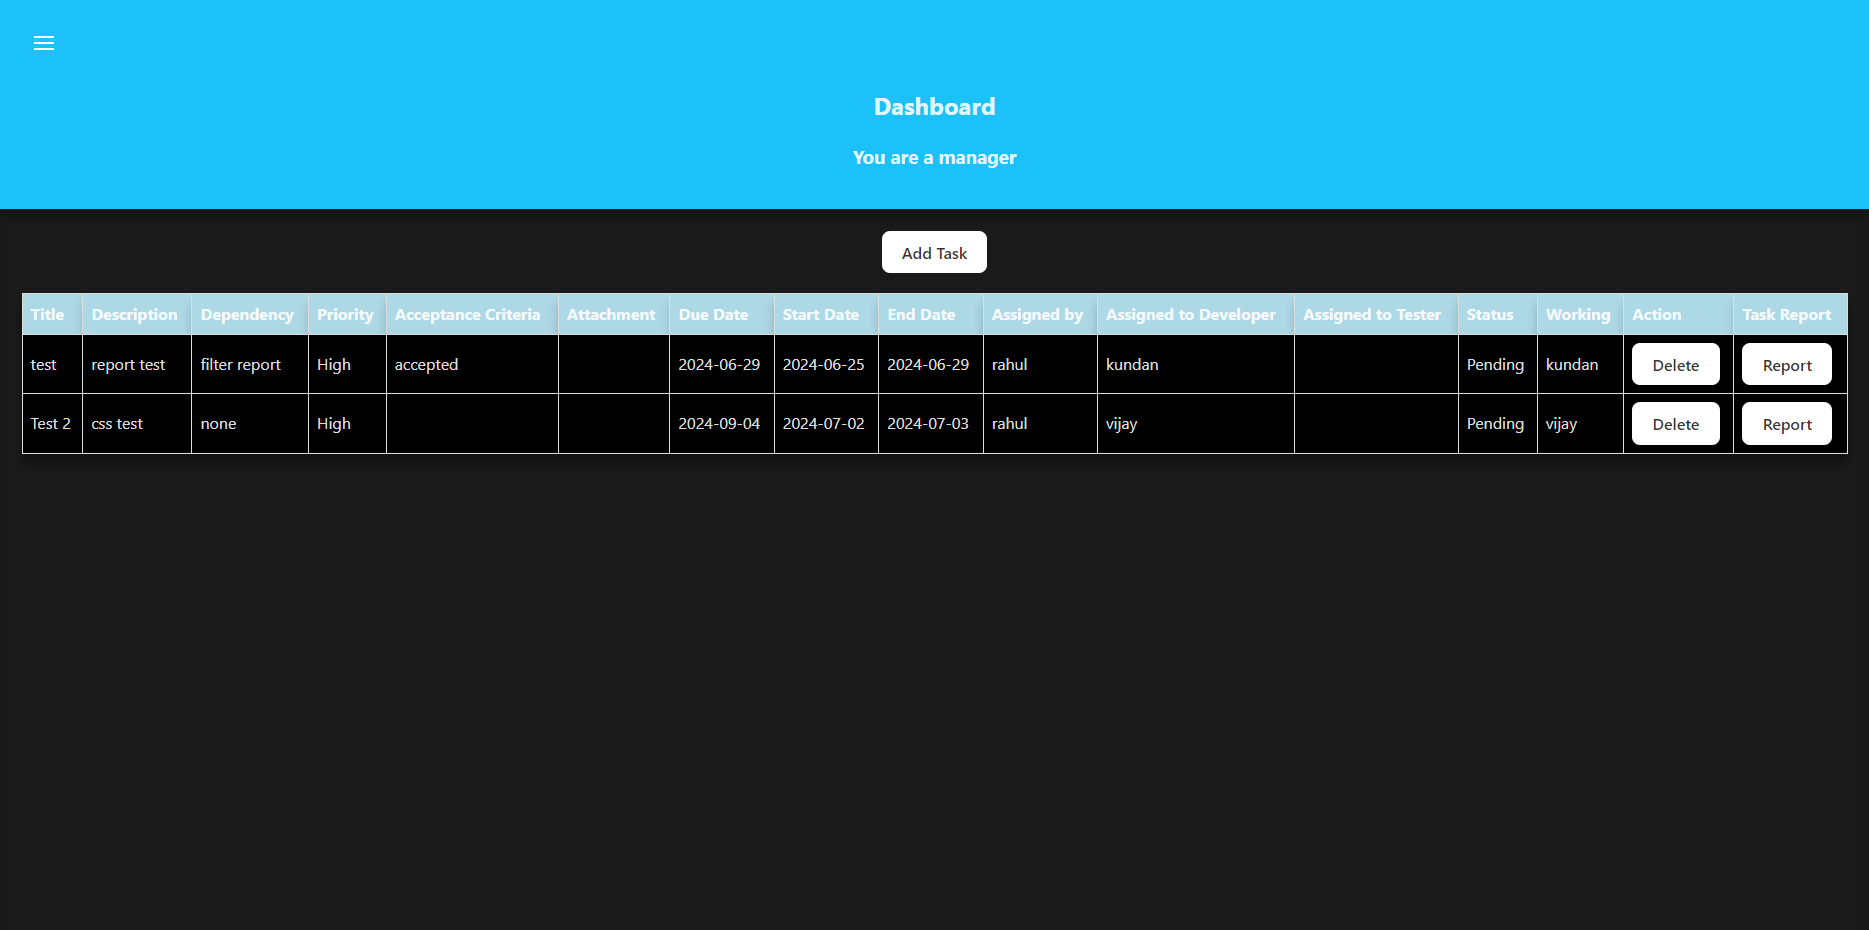 Dashboard
You are a manager
Add Task
Title Description Dependency Priority Acceptance Criteria Attachment Due Date Start Date End Date Assigned by Assigned to Developer Assigned to Tester Status Working Action Task Report
test report test filter report High accepted 2024-06-29 2024-06-25 2024-06-29 rahul kundan Pending kundan Delete Report
Test 2 css test none High 2024-09-04 2024-07-02 2024-07-03 rahul vijay Pending vijay Delete Report